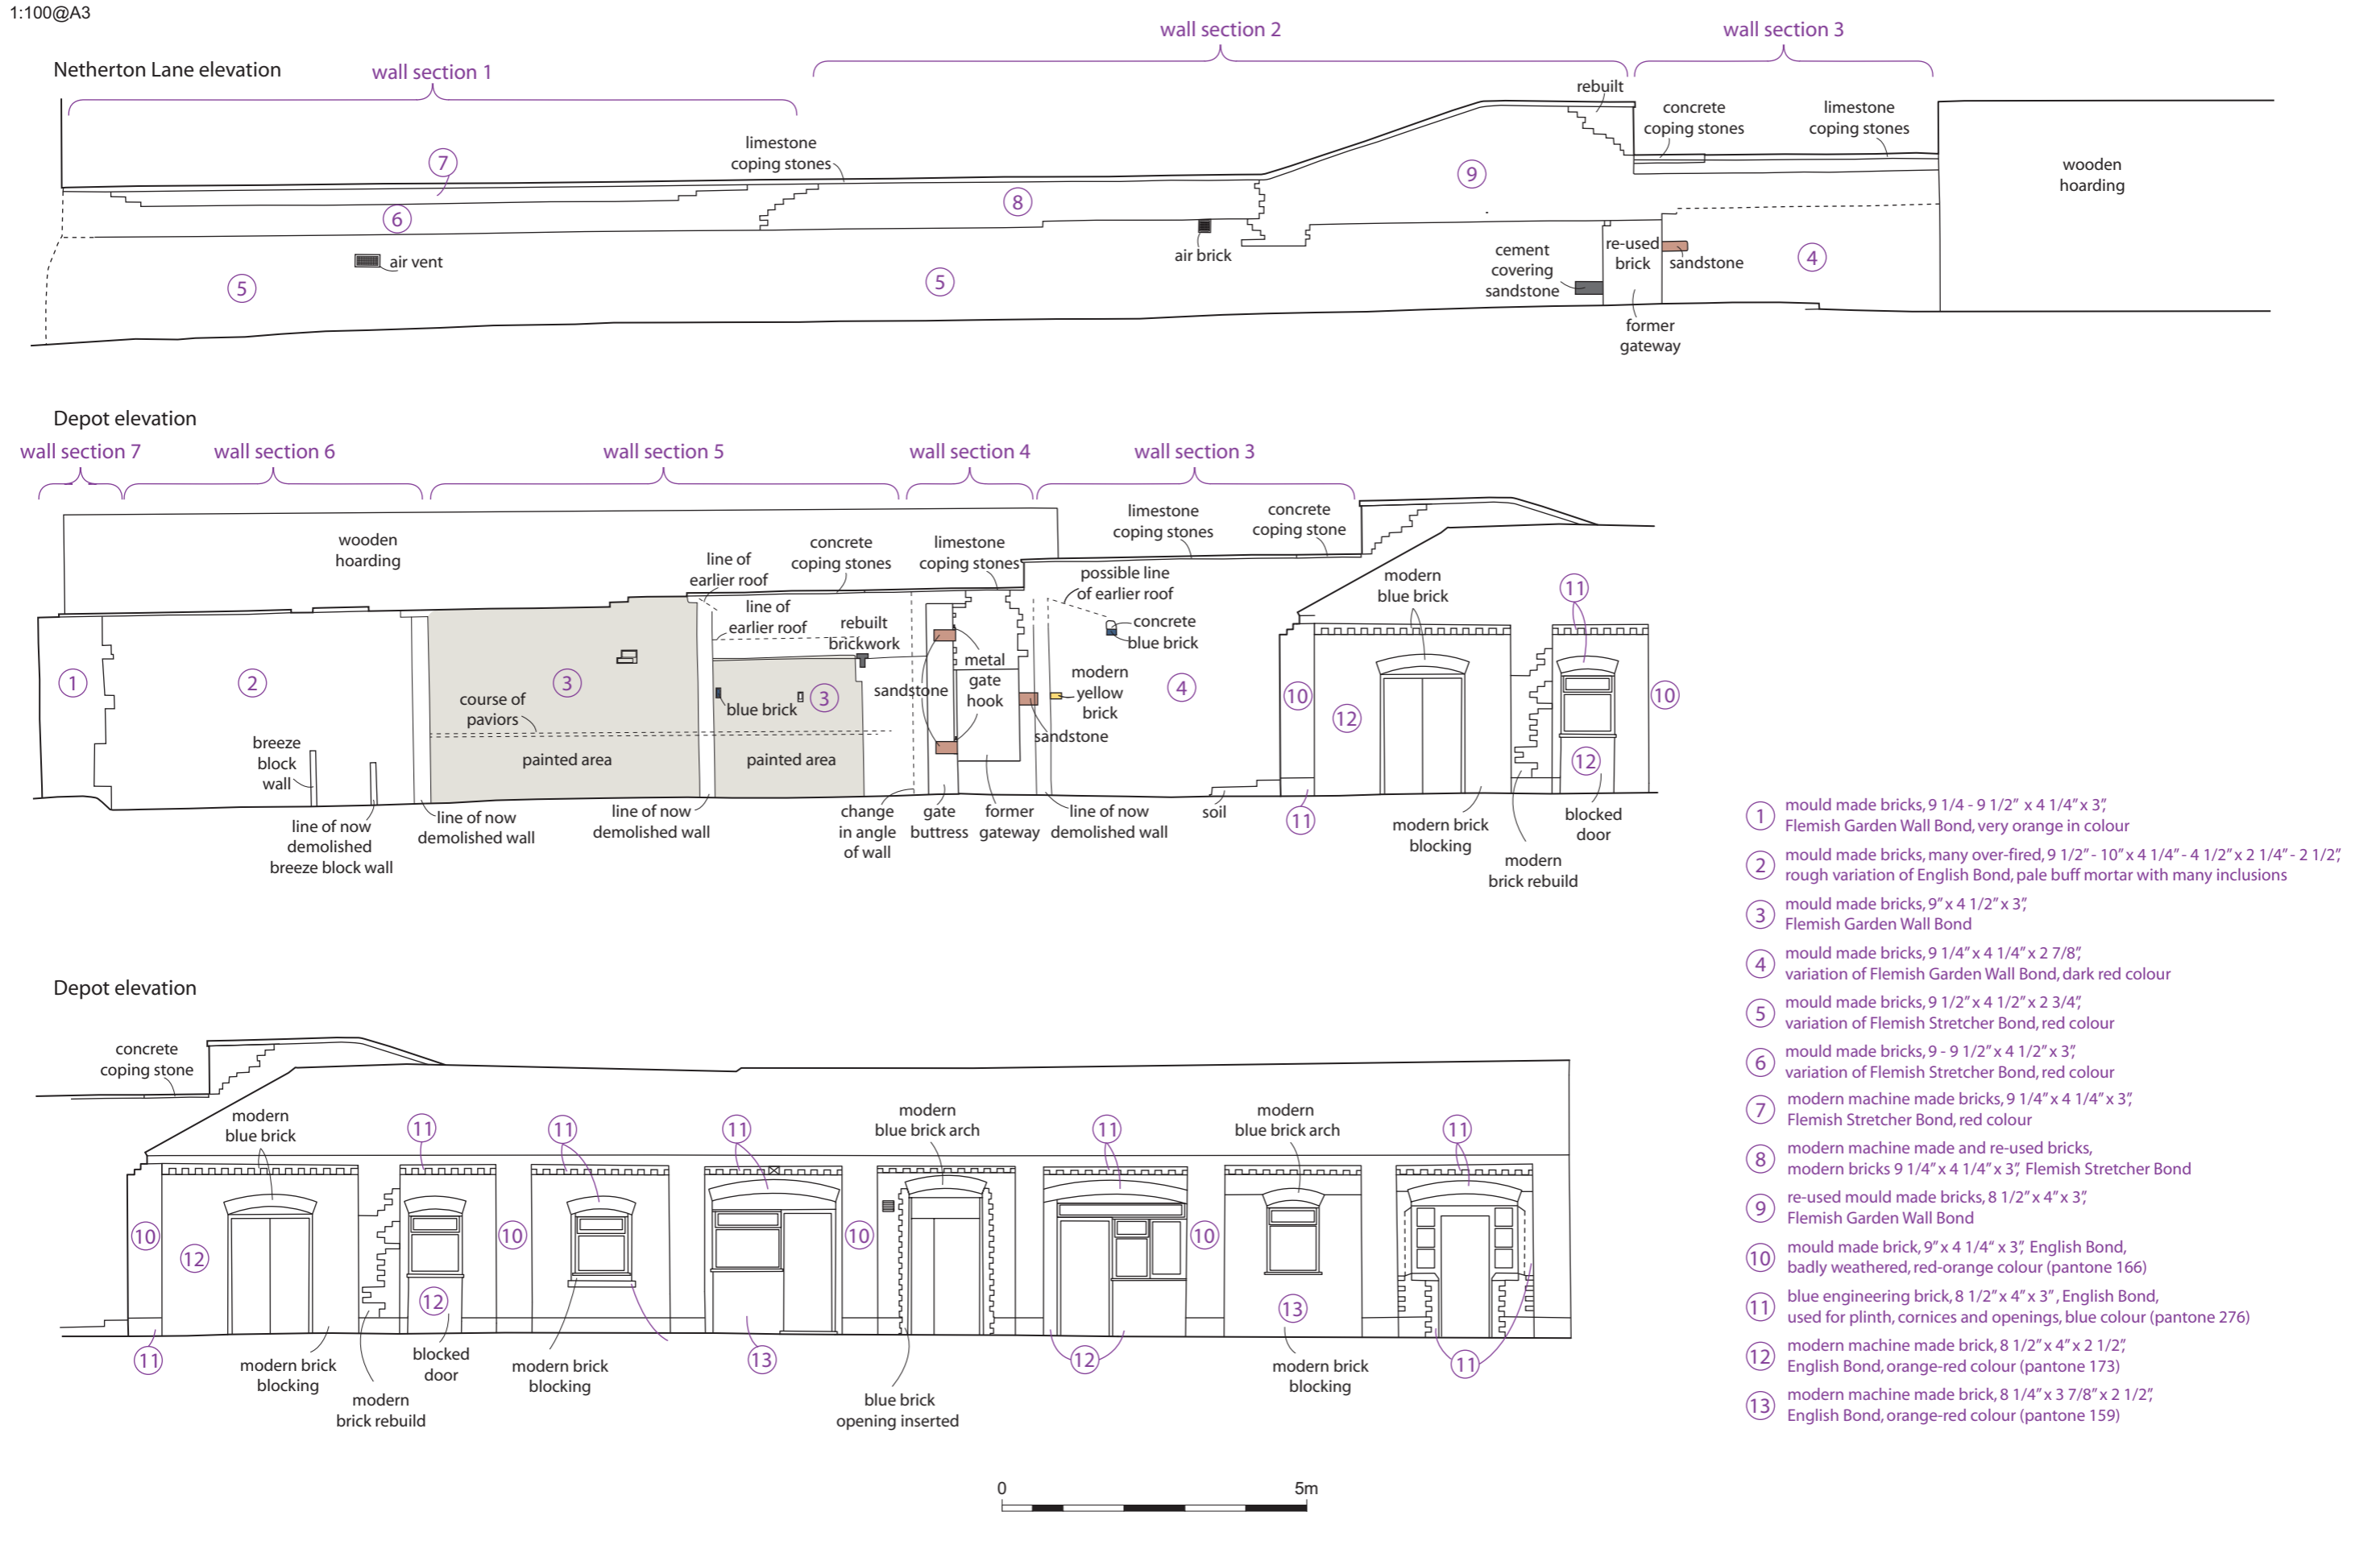 1:100@A3
wall section 2
wall section 3
Netherton Lane elevation
wall section 1
rebuilt
concrete
coping stones
limestone
coping stones
limestone
coping stones
wooden
hoarding
7
9
8
6
air vent
air brick
cement
covering
sandstone
re-used
brick
sandstone
4
5
5
former
gateway
Depot elevation
wall section 7
wall section 6
wall section 5
wall section 4
wall section 3
limestone
coping stones
concrete
coping stone
wooden
hoarding
line of
earlier roof
concrete
coping stones
limestone
coping stones
possible line
of earlier roof
modern
blue brick
11
line of
earlier roof
rebuilt
brickwork
concrete
blue brick
metal
gate
hook
modern
yellow
brick
1
2
3
course of
paviors
blue brick
3
sandstone
sandstone
4
10
12
10
12
breeze
block
wall
painted area
painted area
line of now
demolished
breeze block wall
line of now
demolished wall
line of now
demolished wall
change
in angle
of wall
gate
buttress
former
gateway
line of now
demolished wall
soil
11
modern brick
blocking
modern
brick rebuild
blocked
door
Depot elevation
concrete
coping stone
modern
blue brick
11
11
11
modern
blue brick arch
11
modern
blue brick arch
11
10
12
12
10
10
10
13
11
modern brick
blocking
modern
brick rebuild
blocked
door
modern brick
blocking
13
blue brick
opening inserted
12
modern brick
blocking
11
1 mould made bricks, 9 1/4 - 9 1/2” x 4 1/4” x 3”,
Flemish Garden Wall Bond, very orange in colour
2 mould made bricks, many over-fired, 9 1/2” - 10” x 4 1/4” - 4 1/2” x 2 1/4” - 2 1/2”,
rough variation of English Bond, pale buff mortar with many inclusions
3 mould made bricks, 9” x 4 1/2” x 3”,
Flemish Garden Wall Bond
4 mould made bricks, 9 1/4” x 4 1/4” x 2 7/8”,
variation of Flemish Garden Wall Bond, dark red colour
5 mould made bricks, 9 1/2” x 4 1/2” x 2 3/4”,
variation of Flemish Stretcher Bond, red colour
6 mould made bricks, 9 - 9 1/2” x 4 1/2” x 3”,
variation of Flemish Stretcher Bond, red colour
7 modern machine made bricks, 9 1/4” x 4 1/4” x 3”,
Flemish Stretcher Bond, red colour
8 modern machine made and re-used bricks,
modern bricks 9 1/4” x 4 1/4” x 3”, Flemish Stretcher Bond
9 re-used mould made bricks, 8 1/2” x 4” x 3”,
Flemish Garden Wall Bond
10 mould made brick, 9” x 4 1/4“ x 3”, English Bond,
badly weathered, red-orange colour (pantone 166)
11 blue engineering brick, 8 1/2” x 4” x 3” , English Bond,
used for plinth, cornices and openings, blue colour (pantone 276)
12 modern machine made brick, 8 1/2” x 4” x 2 1/2”,
English Bond, orange-red colour (pantone 173)
13 modern machine made brick, 8 1/4” x 3 7/8” x 2 1/2”,
English Bond, orange-red colour (pantone 159)
0 5m